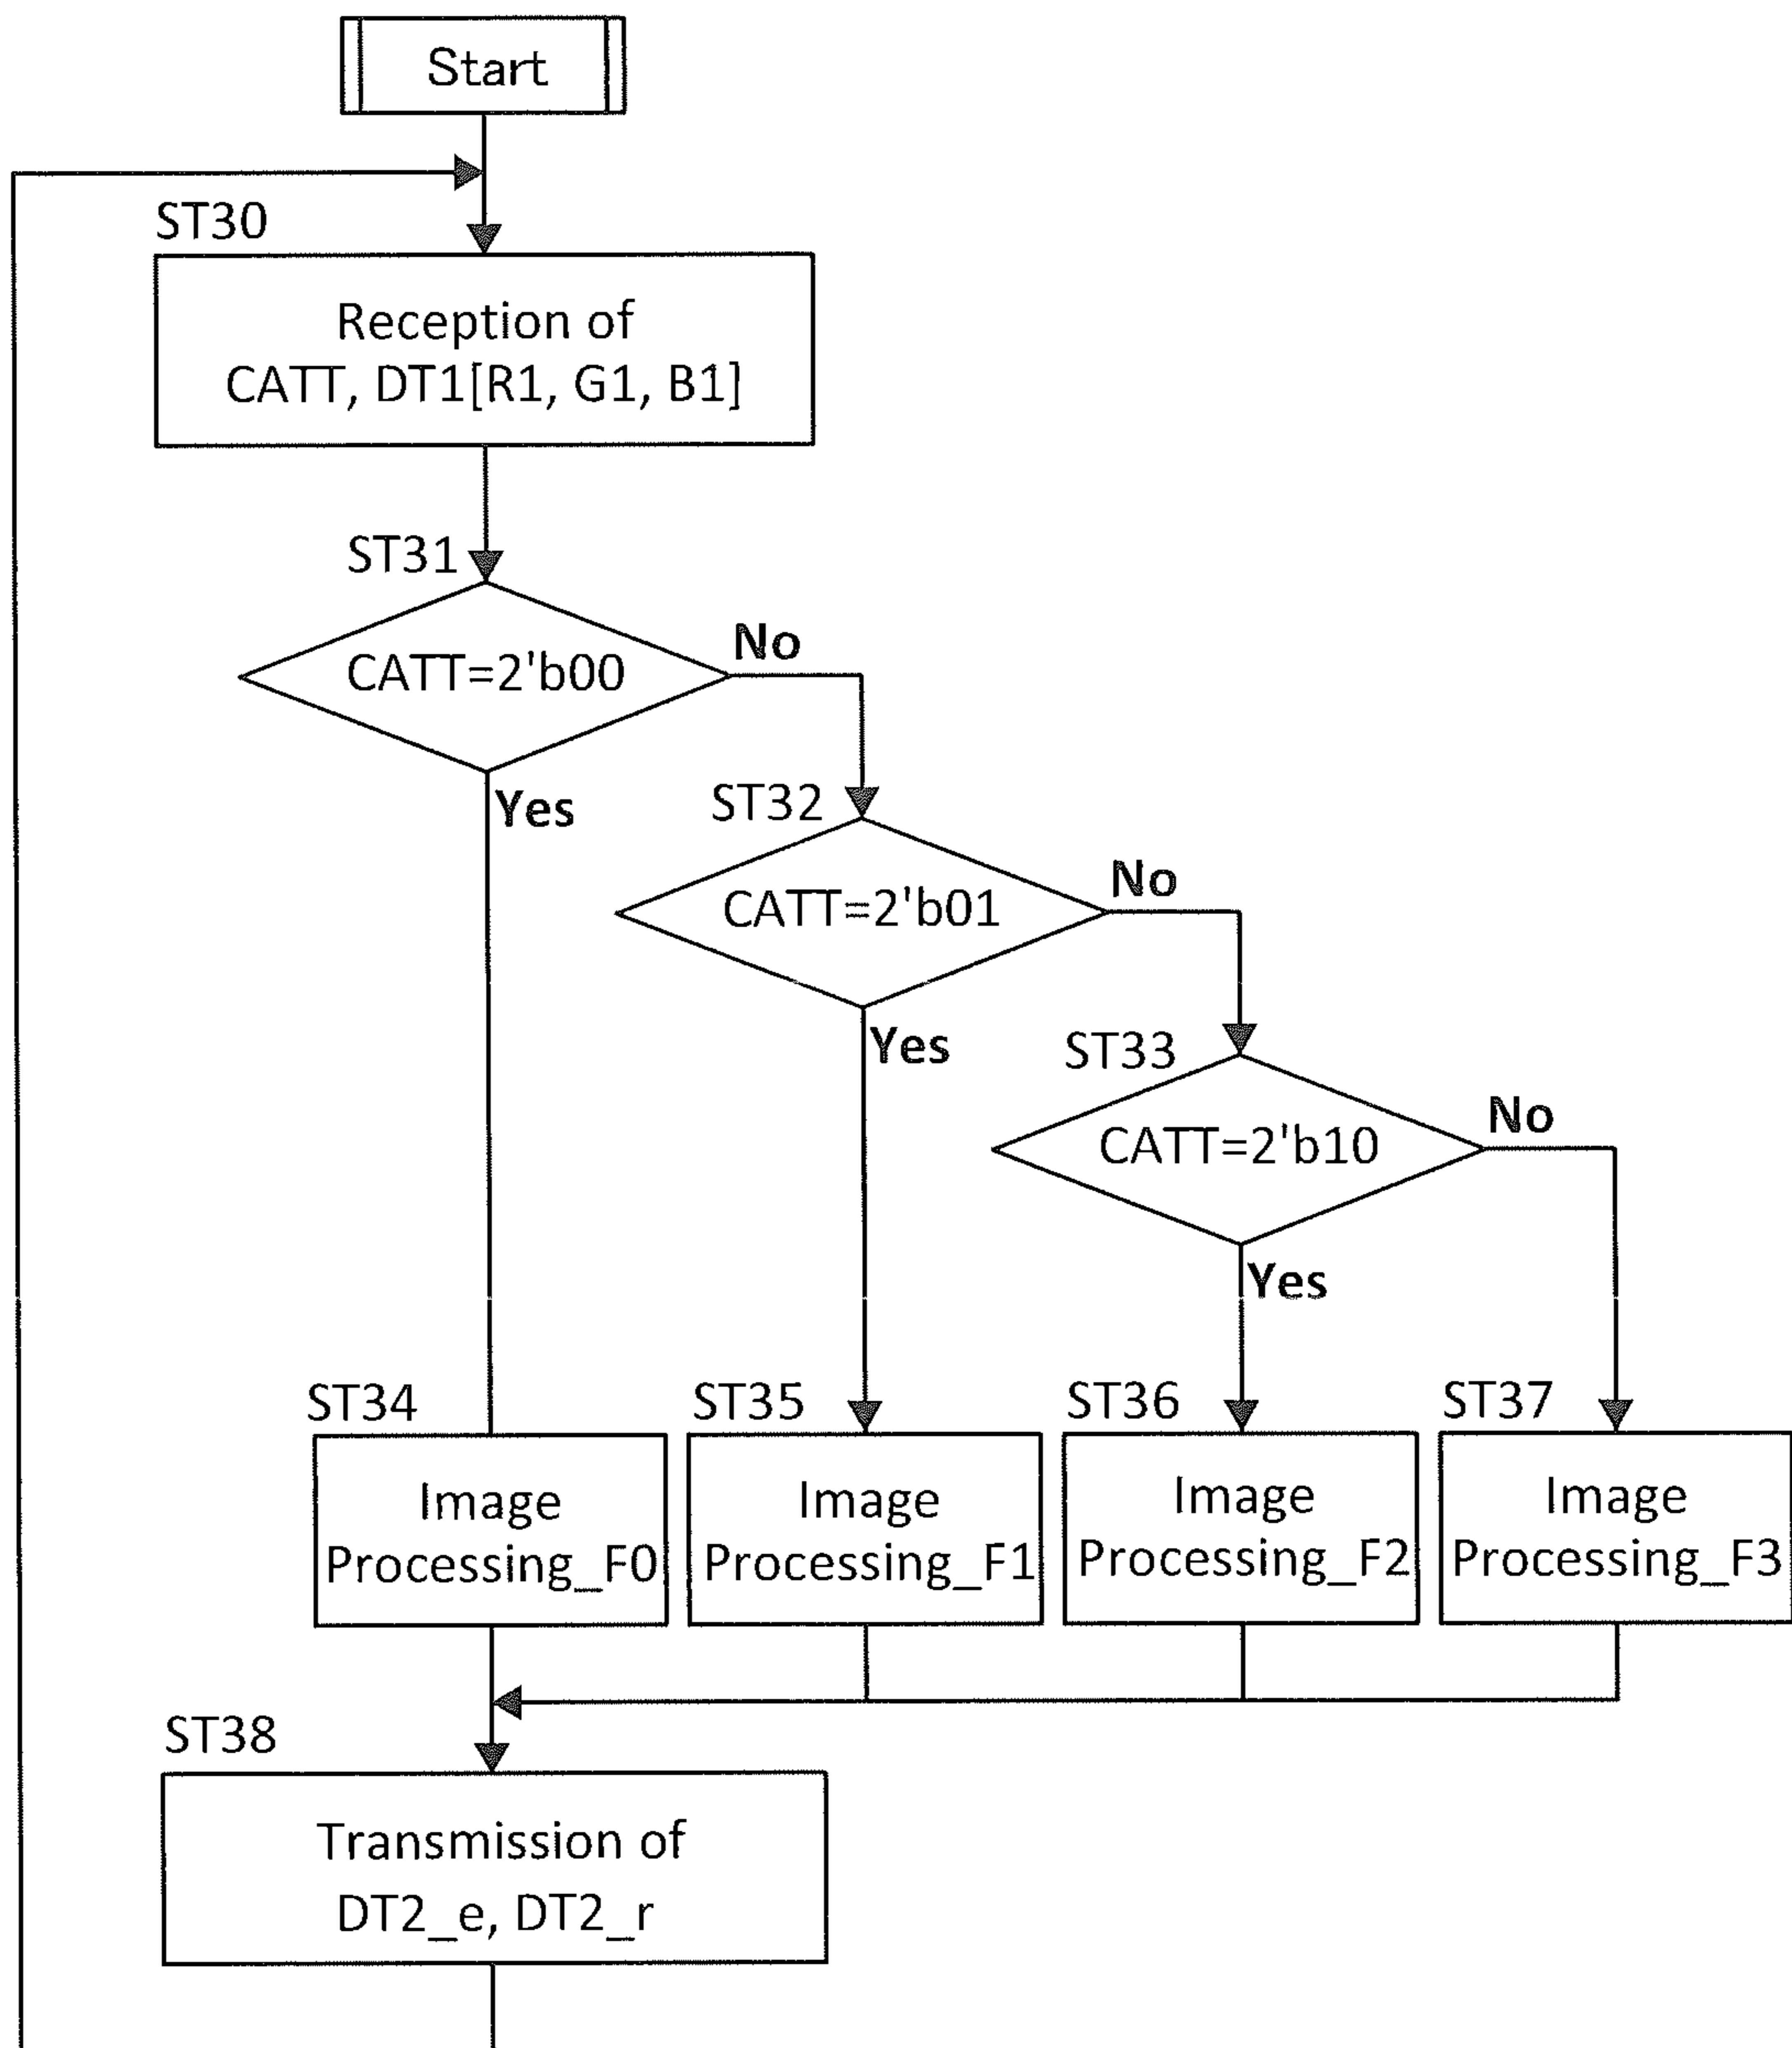 Start
ST30
Reception of
CATT, DT1[R1, G1, B1]
ST31
CATT=2'b00
No
Yes
ST32
CATT=2'b01
No
Yes
ST33
CATT=2'b10
No
Yes
ST34
Image
Processing_F0
ST35
Image
Processing_F1
ST36
Image
Processing_F2
ST37
Image
Processing_F3
ST38
Transmission of
DT2_e, DT2_r